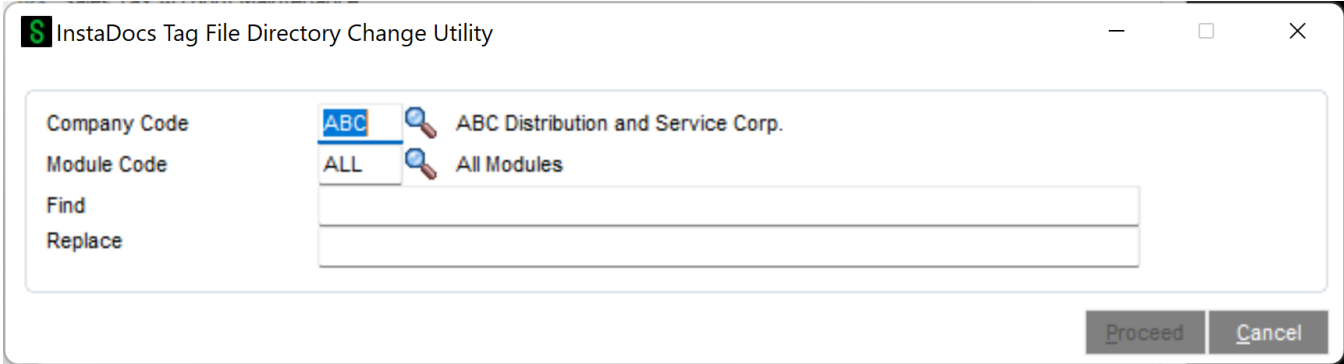 InstaDocs Tag File Directory Change Utility
Company Code ABC ABC Distribution and Service Corp.
Module Code ALL All Modules
Find
Replace
Proceed Cancel